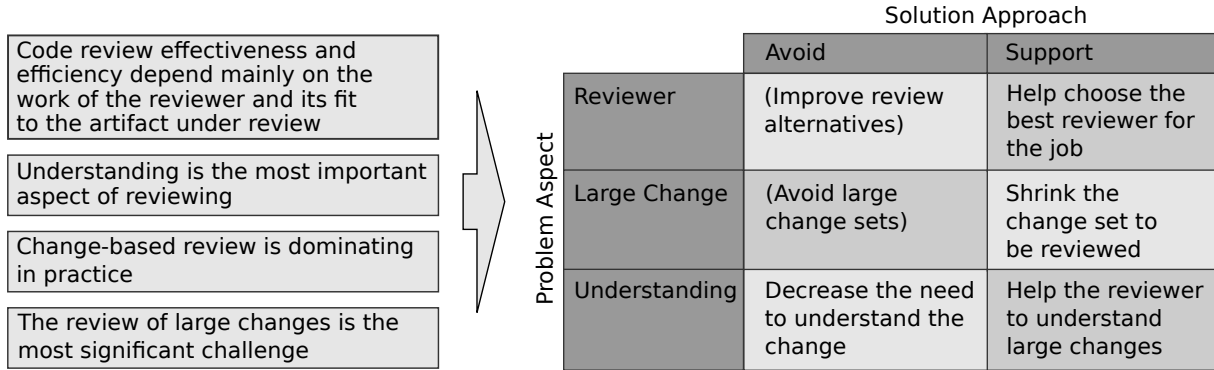 Code review effectiveness and
efficiency depend mainly on the
work of the reviewer and its fit
to the artifact under review
Understanding is the most important
aspect of reviewing
Change-based review is dominating
in practice
The review of large changes is the
most significant challenge
Solution Approach
Problem Aspect
Avoid
Support
Reviewer
(Improve review
alternatives)
Help choose the
best reviewer for
the job
Large Change
(Avoid large
change sets)
Shrink the
change set to
be reviewed
Understanding
Decrease the need
to understand the
change
Help the reviewer
to understand
large changes